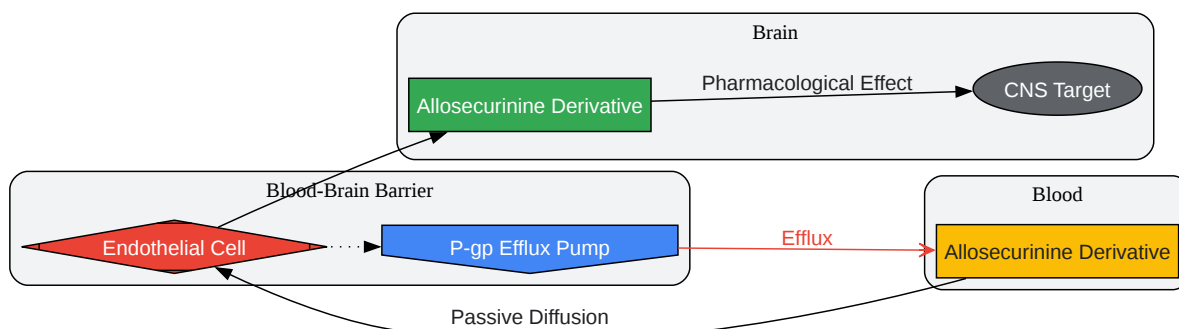 Brain
Allosecurinine Derivative
Pharmacological Effect
CNS Target
Blood-Brain Barrier
Endothelial Cell
P-gp Efflux Pump
Efflux
Blood
Allosecurinine Derivative
Passive Diffusion